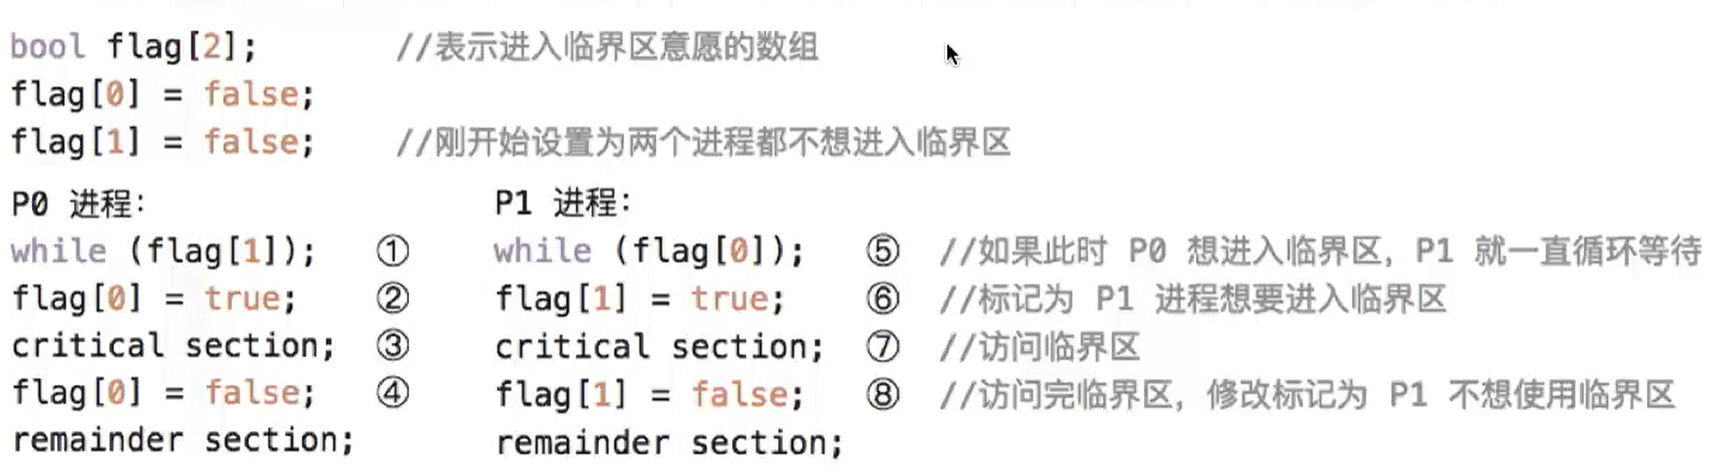 bool flag[2]; //表示进入临界区意愿的数组
flag[0] = false;
flag[1] = false; //刚开始设置为两个进程都不想进入临界区
P0 进程: P1 进程:
while (flag[1]); ① while (flag[0]); ⑤ //如果此时 P0 想进入临界区，P1 就一直循环等待
flag[0] = true; ② flag[1] = true; ⑥ //标记为 P1 进程想要进入临界区
critical section; ③ critical section; ⑦ //访问临界区
flag[0] = false; ④ flag[1] = false; ⑧ //访问完临界区，修改标记为 P1 不想使用临界区
remainder section; remainder section;